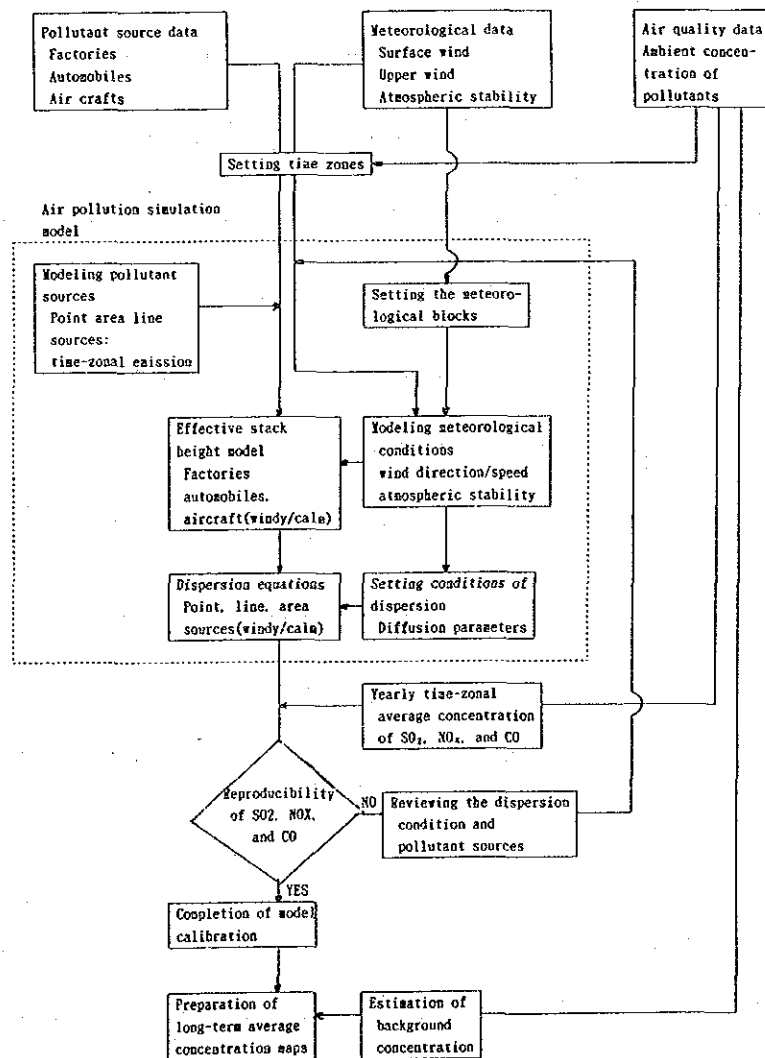 Pollutant source data
Factories
Automobiles
Air crafts
Meteorological data
Surface wind
Upper wind
Atmospheric stability
Air quality data
Ambient concen-
tration of
pollutants
Setting time zones
Air pollution simulation
model
Modeling pollutant
sources
Point area line
sources:
time-zonal emission
Setting the meteoro-
logical blocks
Effective stack
height model
Factories
automobiles.
aircraft(windy/calm)
Modeling meteorological
conditions
wind direction/speed
atmospheric stability
Dispersion equations
Point, line, area
sources(windy/calm)
Setting conditions of
dispersion
Diffusion parameters
Yearly time-zonal
average concentration
of SO₂, NOₓ, and CO
Reproducibility
of SO2, NOX,
and CO
NO
Reviewing the dispersion
condition and
pollutant sources
YES
Completion of model
calibration
Preparation of
long-term average
concentration maps
Estimation of
background
concentration